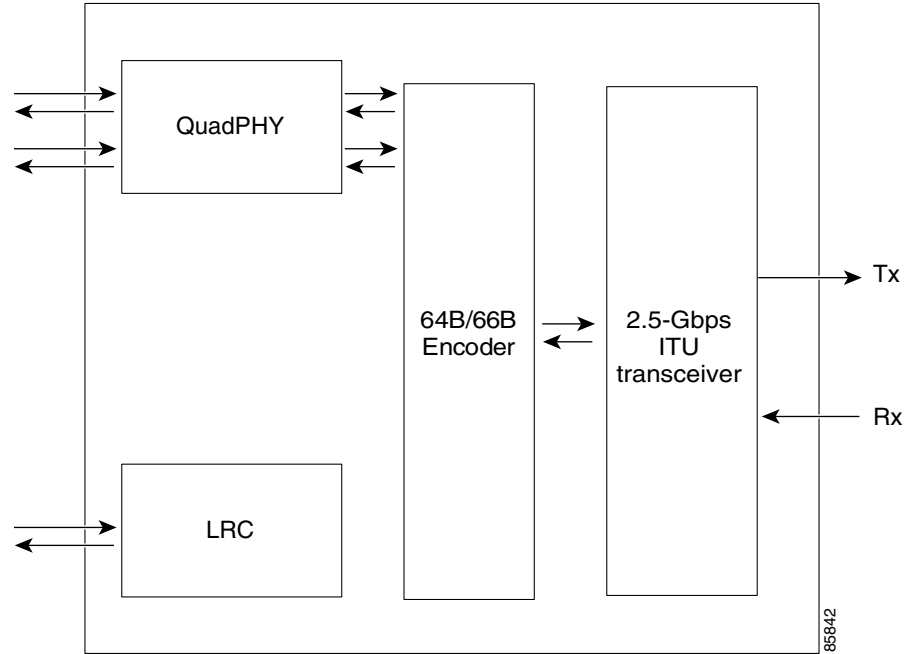 QuadPHY
Tx
64B/66B
Encoder
2.5-Gbps
ITU
transceiver
Rx
LRC
85842